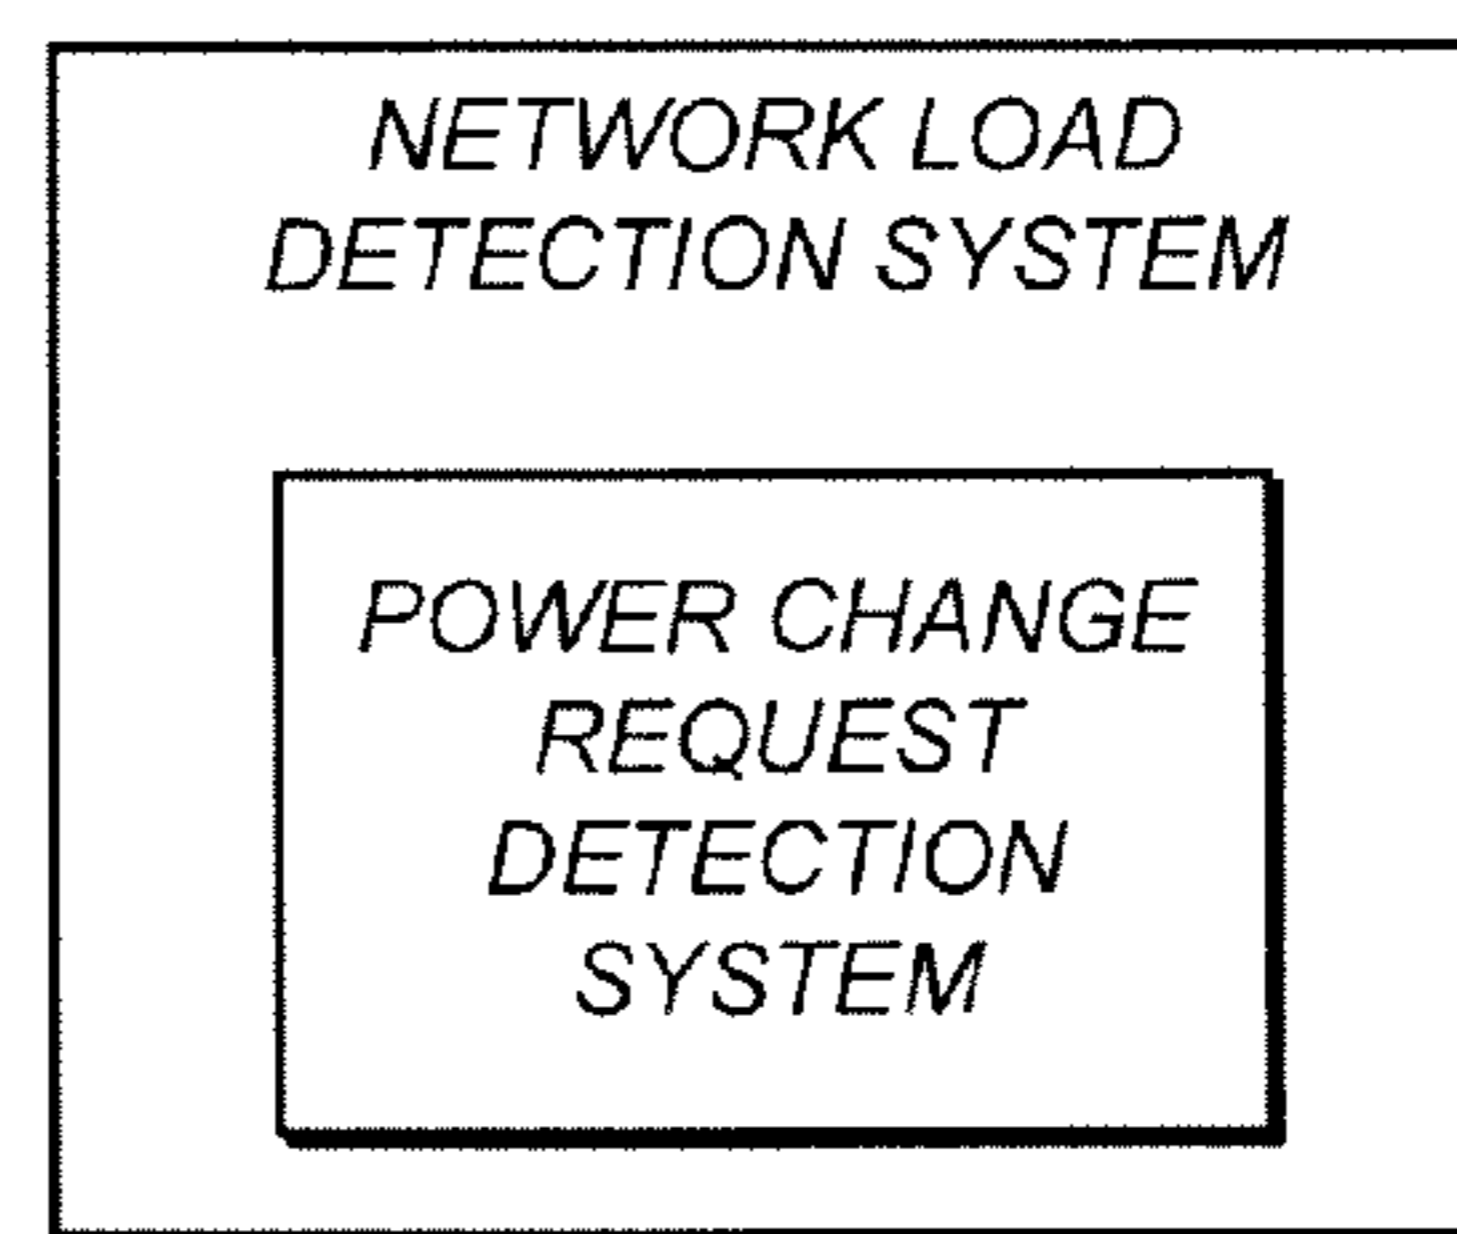 NETWORK LOAD
DETECTION SYSTEM
POWER CHANGE
REQUEST
DETECTION
SYSTEM